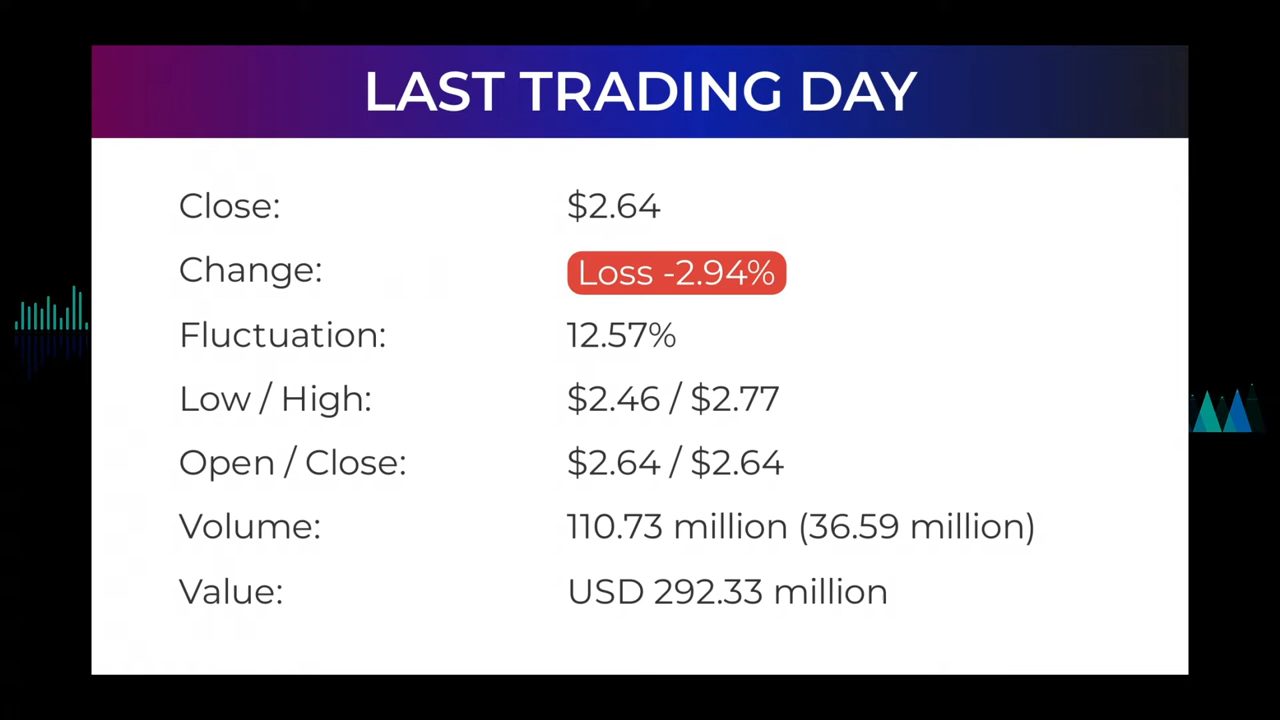 LAST TRADING DAY
Close: $2.64
Change: Loss -2.94%
Fluctuation: 12.57%
Low / High: $2.46 / $2.77
Open / Close: $2.64 / $2.64
Volume: 110.73 million (36.59 million)
Value: USD 292.33 million